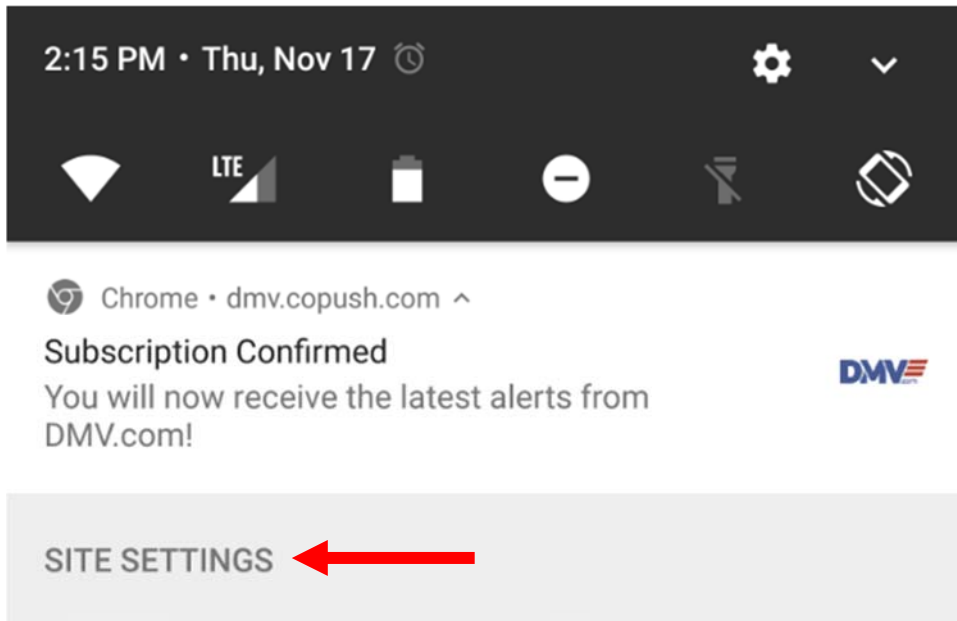 2:15 PM • Thu, Nov 17
LTE
Chrome • dmv.copush.com
Subscription Confirmed
DMV.com
You will now receive the latest alerts from
DMV.com!
SITE SETTINGS